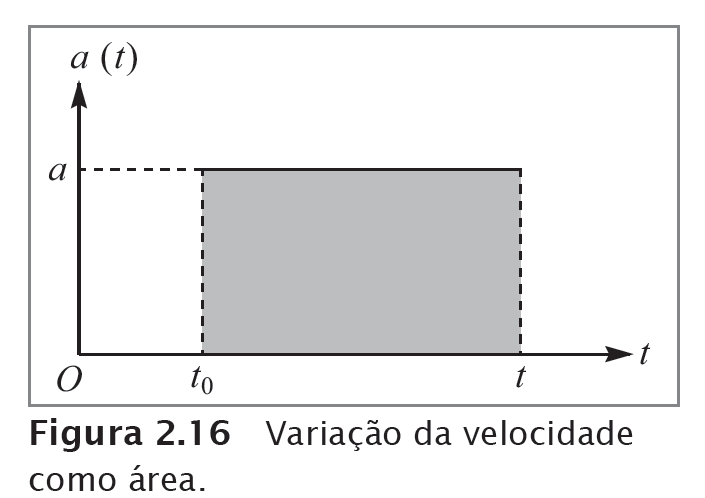 a (t)
a
O
t₀
t
t
Figura 2.16 Variação da velocidade
como área.